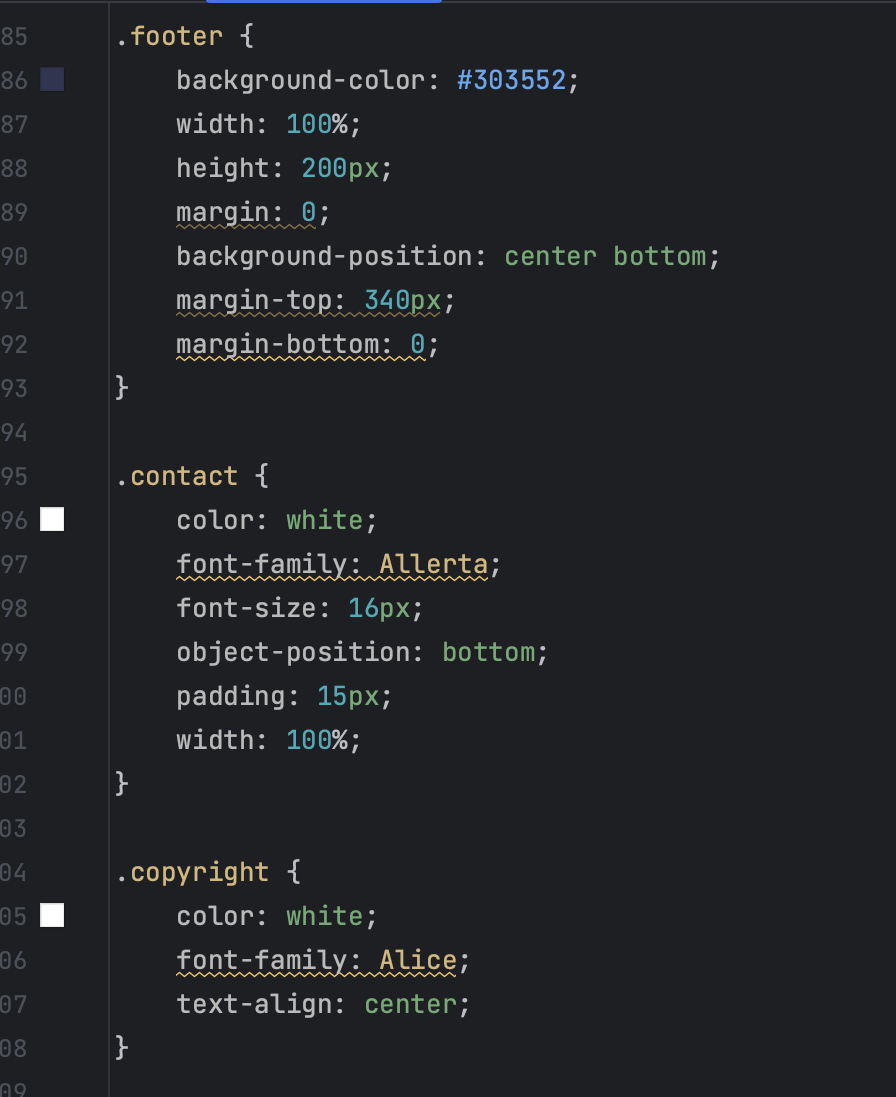 85 .footer {
86 background-color: #303552;
87 width: 100%;
88 height: 200px;
89 margin: 0;
90 background-position: center bottom;
91 margin-top: 340px;
92 margin-bottom: 0;
93 }
94
95 .contact {
96 color: white;
97 font-family: Allerta;
98 font-size: 16px;
99 object-position: bottom;
00 padding: 15px;
01 width: 100%;
02 }
03
04 .copyright {
05 color: white;
06 font-family: Alice;
07 text-align: center;
08 }
09